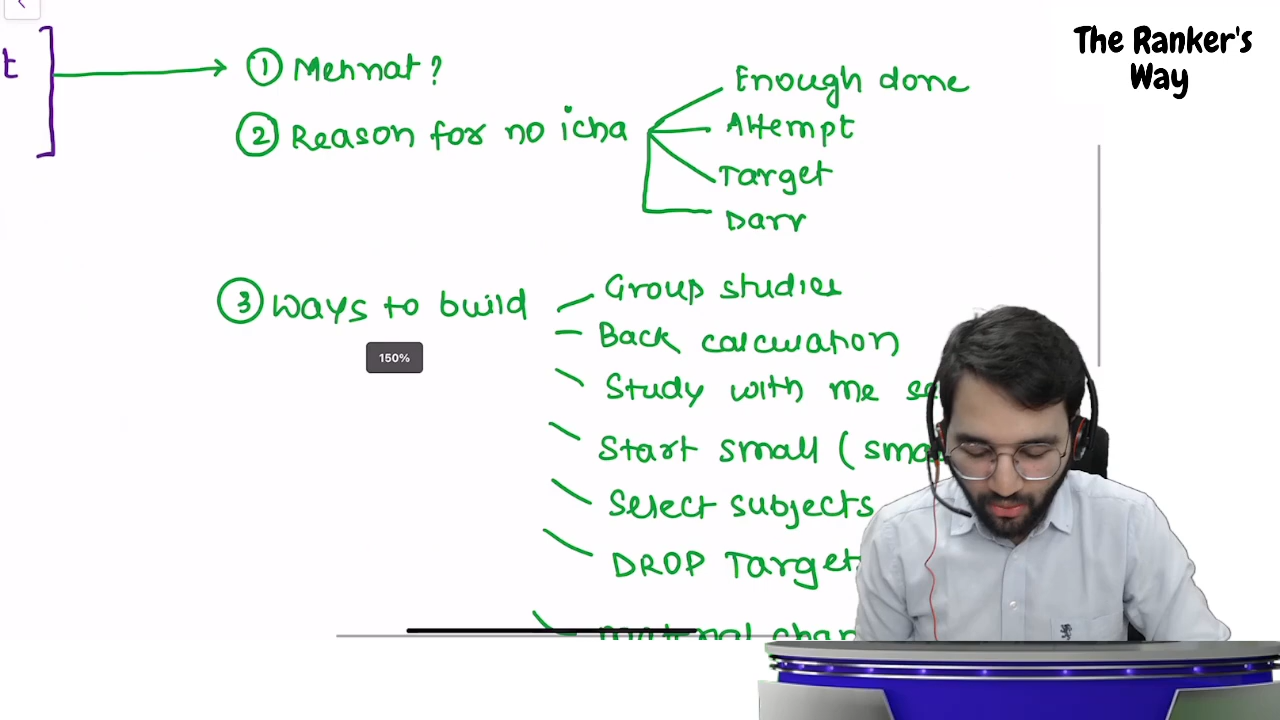 The Ranker's
Way
t
① Mehnat?
② Reason for no icha
Enough done
Attempt
Target
Darr
③ Ways to build
Group studies
Back calculation
150%
Study with me
Start small (
Select subjects
DROP Target